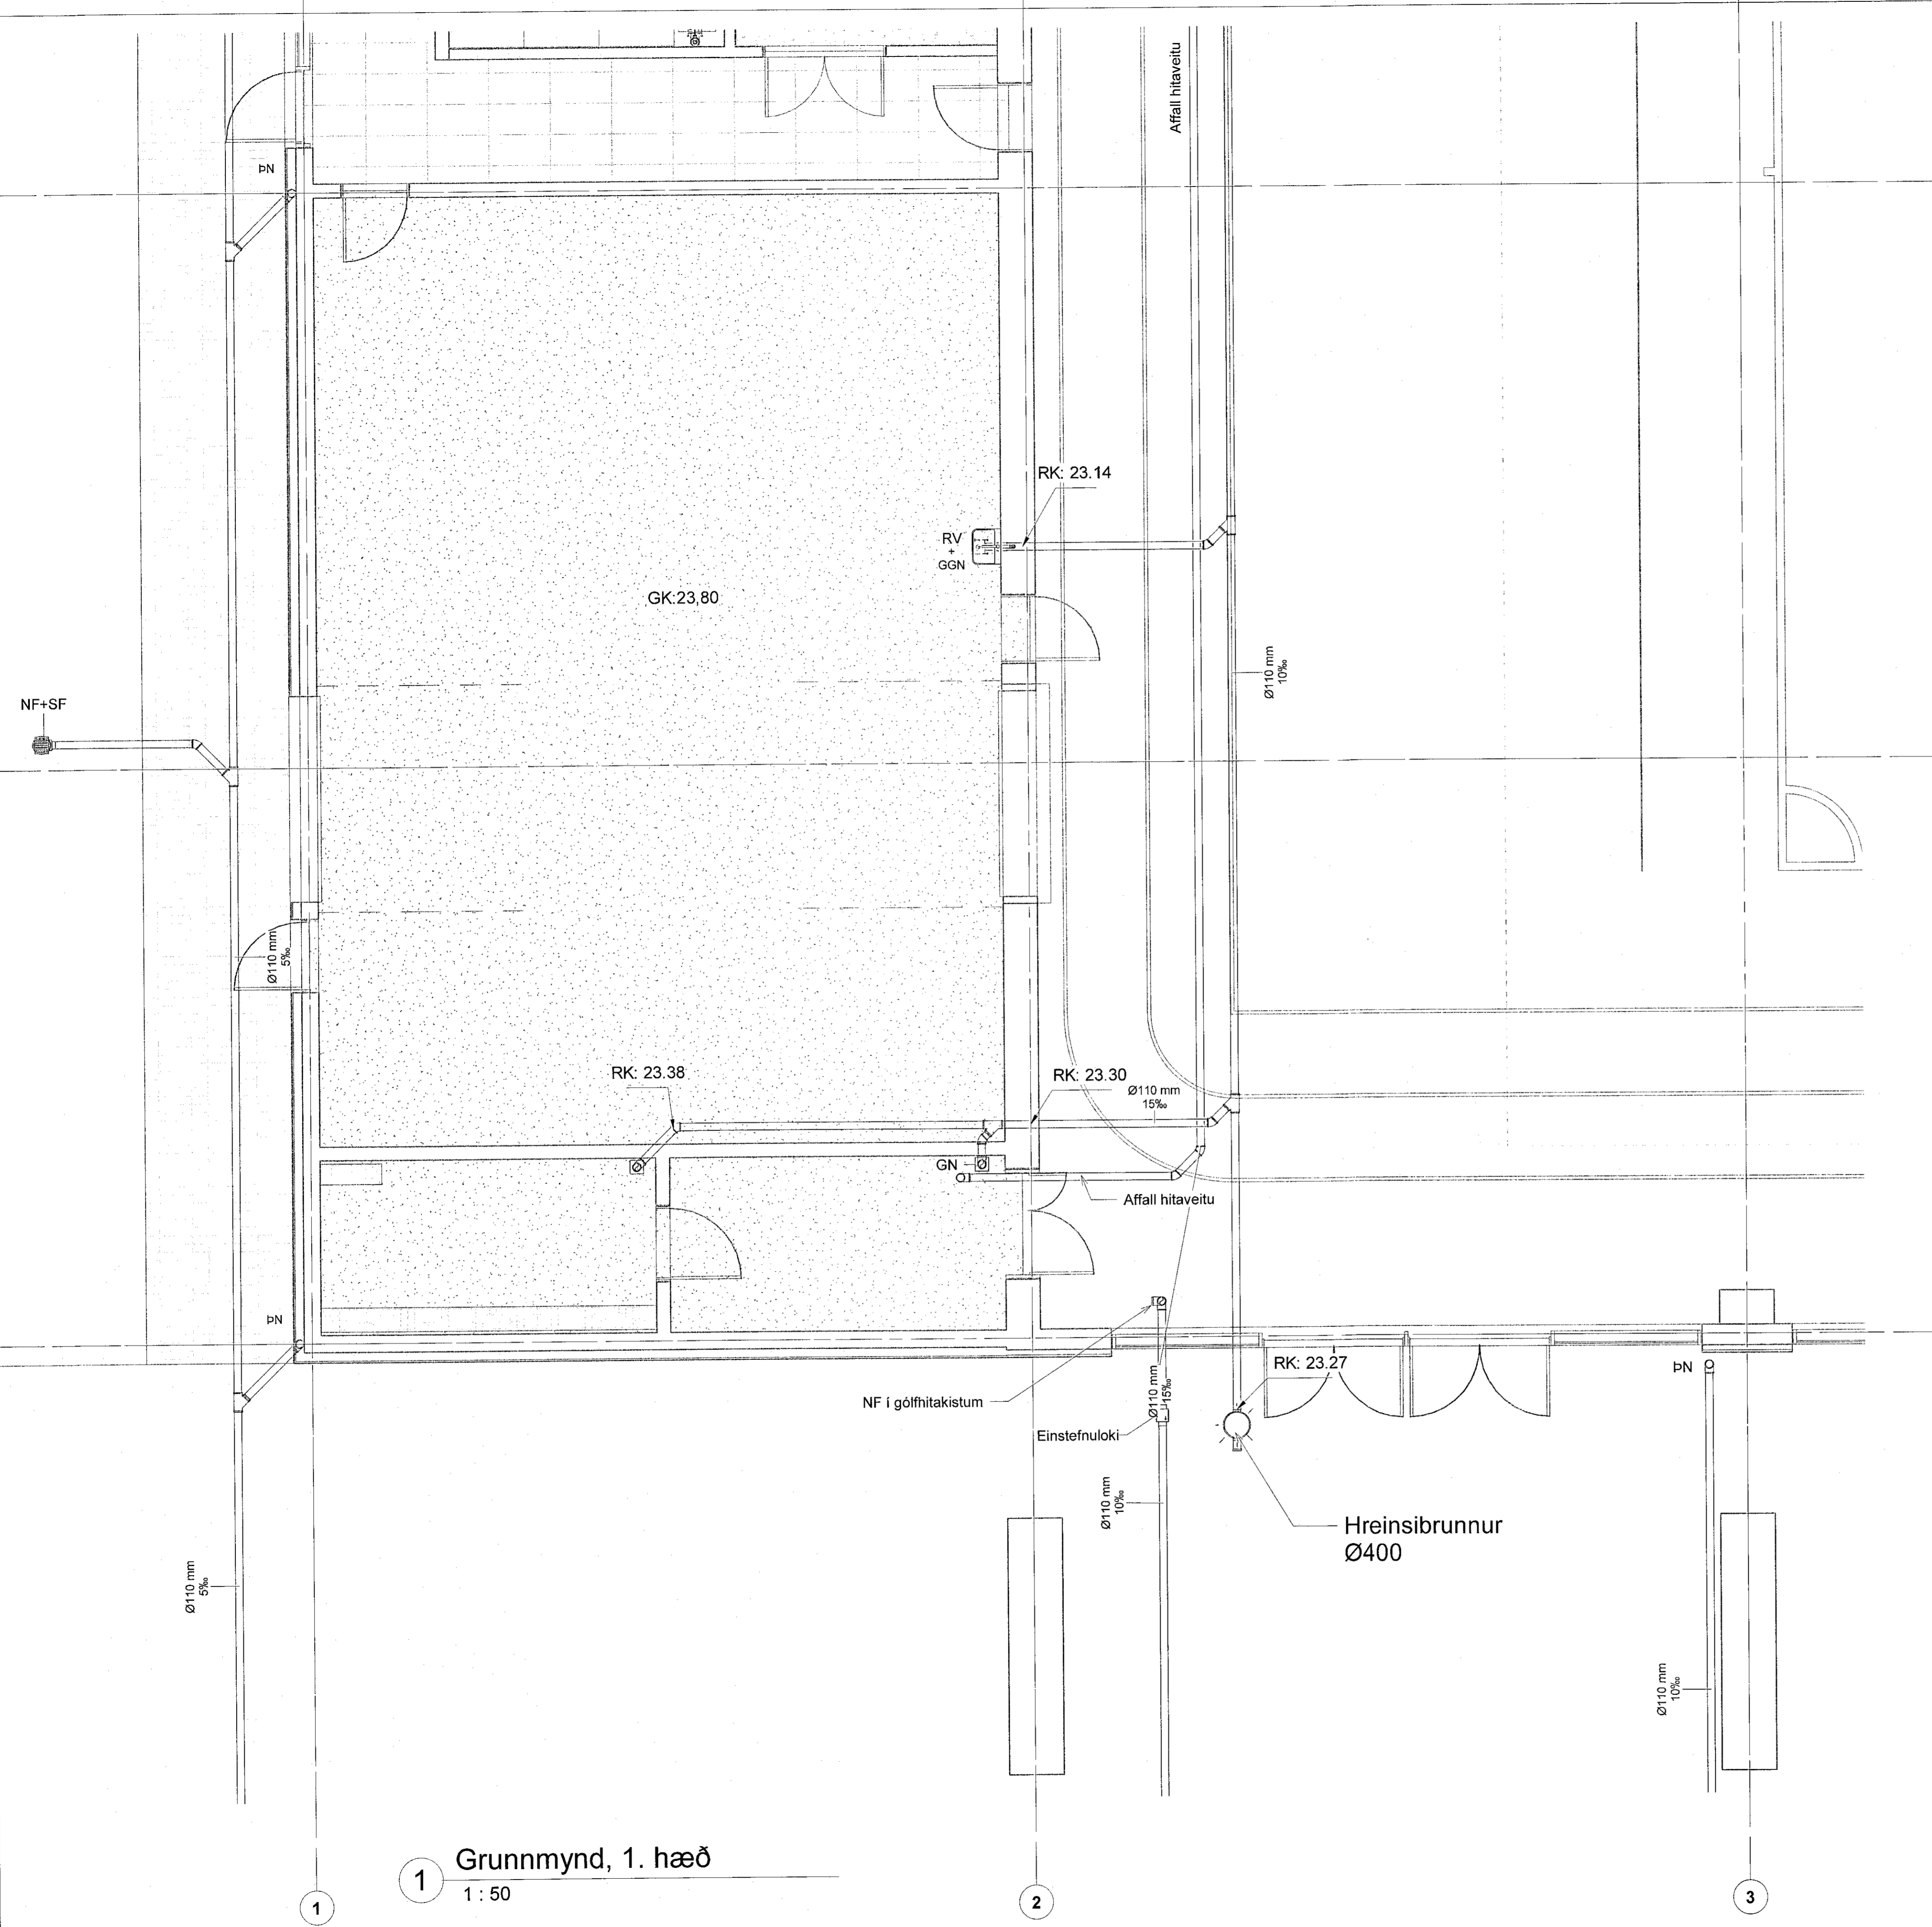 Affall hitaveitu
ÞN
RK: 23.14
RV
+
GGN
GK:23,80
Ø110 mm
10‰
NF+SF
Ø110 mm
5‰
RK: 23.38
RK: 23.30
Ø110 mm
15‰
GN
Affall hitaveitu
ÞN
RK: 23.27
ÞN
NF í gólfhitakistum
Ø110 mm
15‰
Einstefnuloki
Ø110 mm
10‰
Hreinsibrunnur
Ø400
Ø110 mm
5‰
Ø110 mm
10‰
1
Grunnmynd, 1. hæð
1 : 50
1
2
3